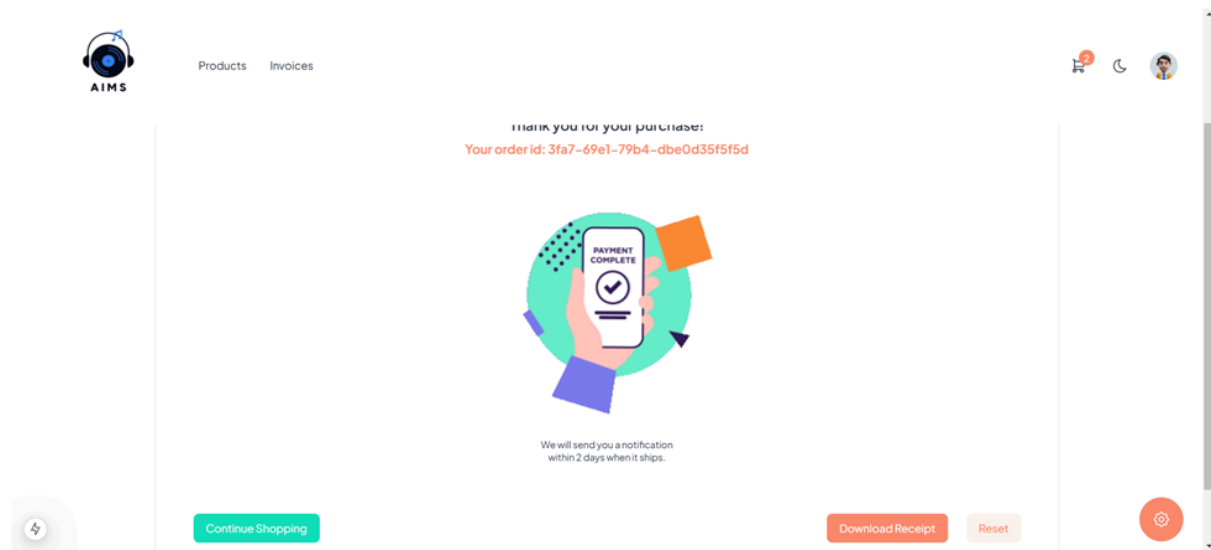 AIMS
Products Invoices
2
Thank you for your purchase!
Your order id: 3fa7-69e1-79b4-dbe0d35f5f5d
PAYMENT
COMPLETE
We will send you a notification
within 2 days when it ships.
Continue Shopping
Download Receipt
Reset